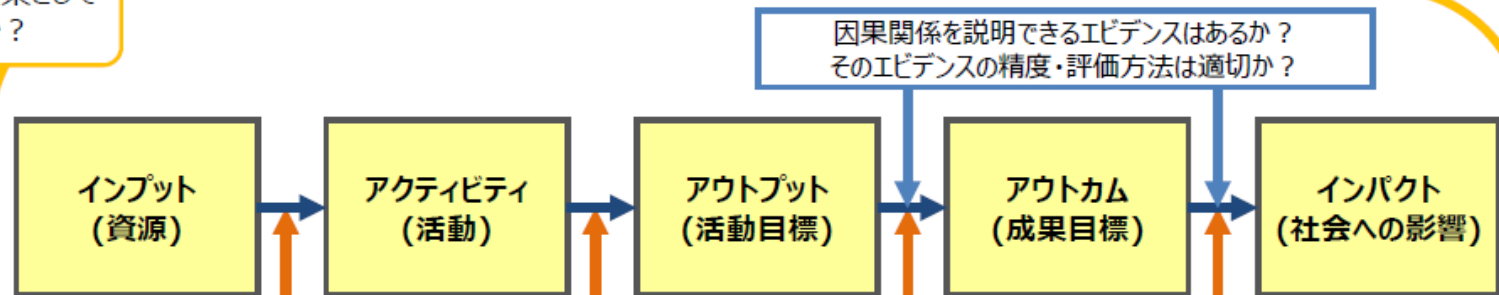 ？
因果関係を説明できるエビデンスはあるか？
そのエビデンスの精度・評価方法は適切か？
インプット
(資源)
アクティビティ
(活動)
アウトプット
(活動目標)
アウトカム
(成果目標)
インパクト
(社会への影響)